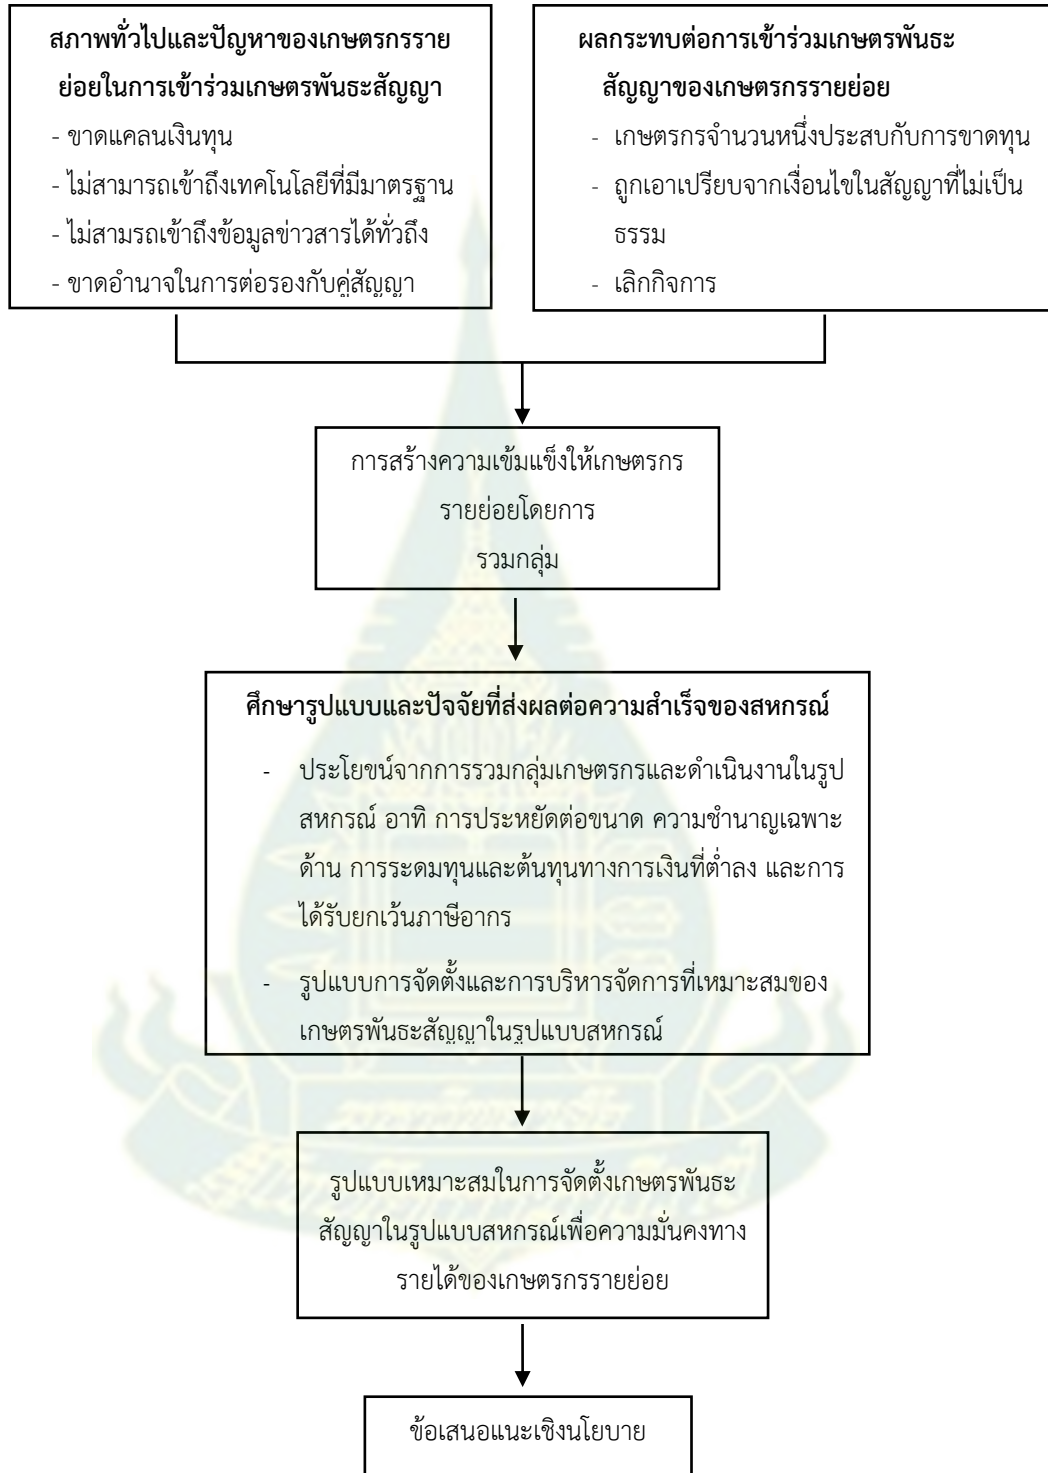 สภาพทั่วไปและปัญหาของเกษตรกรราย
ย่อยในการเข้าร่วมเกษตรพันธะสัญญา
- ขาดแคลนเงินทุน
- ไม่สามารถเข้าถึงเทคโนโลยีที่มีมาตรฐาน
- ไม่สามรถเข้าถึงข้อมูลข่าวสารได้ทั่วถึง
- ขาดอำนาจในการต่อรองกับคู่สัญญา
ผลกระทบต่อการเข้าร่วมเกษตรพันธะ
สัญญาของเกษตรกรรายย่อย
- เกษตรกรจำนวนหนึ่งประสบกับการขาดทุน
- ถูกเอาเปรียบจากเงื่อนไขในสัญญาที่ไม่เป็น
ธรรม
- เลิกกิจการ
การสร้างความเข้มแข็งให้เกษตรกร
รายย่อยโดยการ
รวมกลุ่ม
ศึกษารูปแบบและปัจจัยที่ส่งผลต่อความสำเร็จของสหกรณ์
- ประโยขน์จากการรวมกลุ่มเกษตรกรและดำเนินงานในรูป
สหกรณ์ อาทิ การประหยัดต่อขนาด ความชำนาญเฉพาะ
ด้าน การระดมทุนและต้นทุนทางการเงินที่ต่ำลง และการ
ได้รับยกเว้นภาษีอากร
- รูปแบบการจัดตั้งและการบริหารจัดการที่เหมาะสมของ
เกษตรพันธะสัญญาในรูปแบบสหกรณ์
รูปแบบเหมาะสมในการจัดตั้งเกษตรพันธะ
สัญญาในรูปแบบสหกรณ์เพื่อความมั่นคงทาง
รายได้ของเกษตรกรรายย่อย
ข้อเสนอแนะเชิงนโยบาย